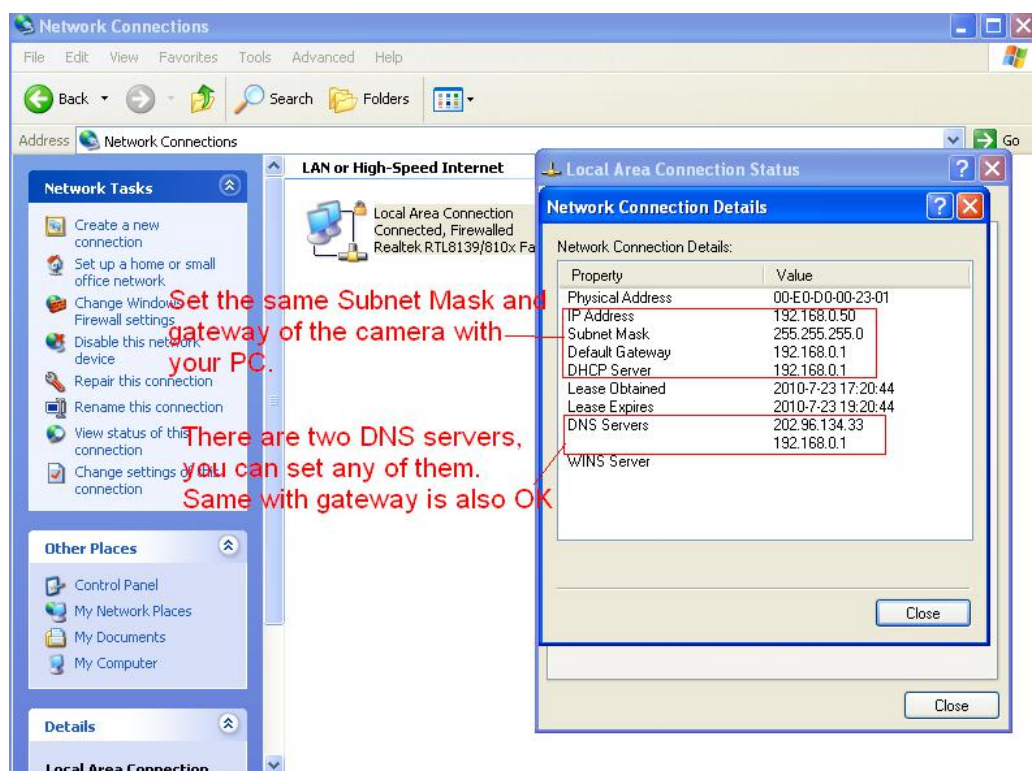 Network Connections
File Edit View Favorites Tools Advanced Help
Back Search Folders
Address Network Connections Go
Network Tasks
Create a new
connection
Set up a home or small
office network
Change Windows
Firewall settings
Disable this network
device
Repair this connection
Rename this connection
View status of this
connection
Change settings of this
connection
Other Places
Control Panel
My Network Places
My Documents
My Computer
Details
Local Area Connection
LAN or High-Speed Internet
Local Area Connection
Connected, Firewalled
Realtek RTL8139/810x Fa
Set the same Subnet Mask and
gateway of the camera with
your PC.
There are two DNS servers,
you can set any of them.
Same with gateway is also OK
Local Area Connection Status
Network Connection Details
Network Connection Details:
Property Value
Physical Address 00-E0-D0-00-23-01
IP Address 192.168.0.50
Subnet Mask 255.255.255.0
Default Gateway 192.168.0.1
DHCP Server 192.168.0.1
Lease Obtained 2010-7-23 17:20:44
Lease Expires 2010-7-23 19:20:44
DNS Servers 202.96.134.33
192.168.0.1
WINS Server
Close
Close